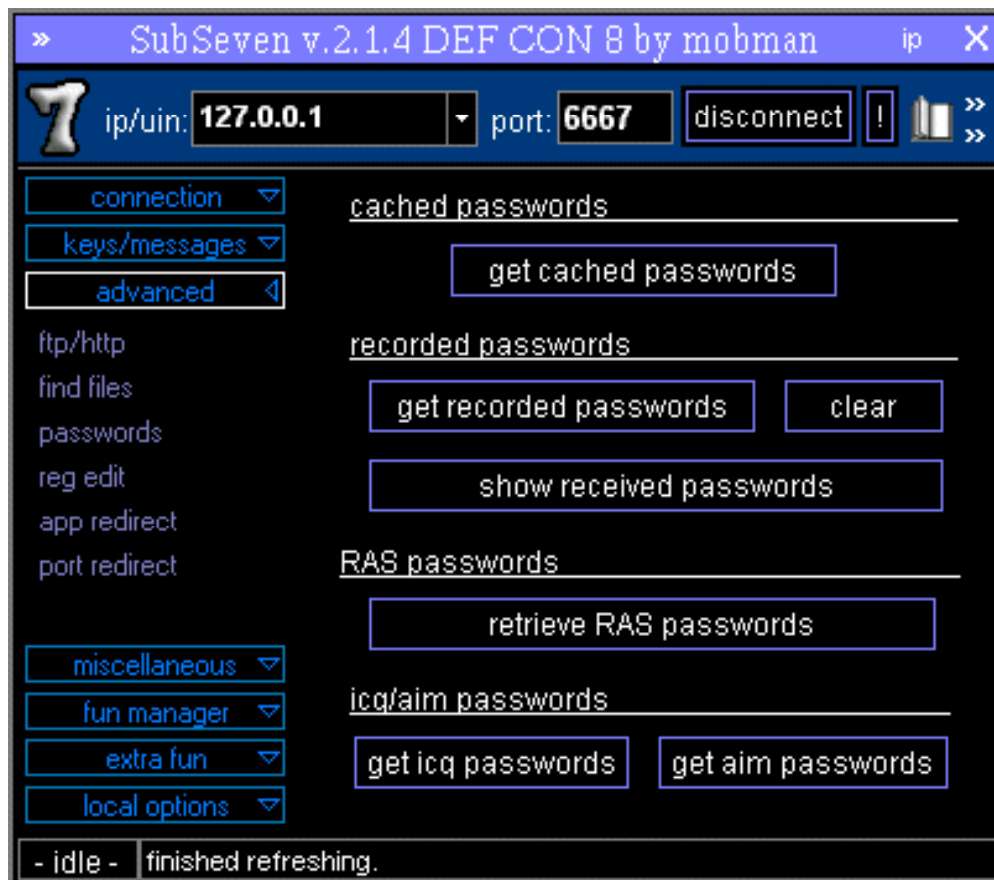 » SubSeven v.2.1.4 DEF CON 8 by mobman ip X
7 ip/uin: 127.0.0.1 port: 6667 disconnect ! »
»
connection
keys/messages
advanced
ftp/http
find files
passwords
reg edit
app redirect
port redirect
miscellaneous
fun manager
extra fun
local options
cached passwords
get cached passwords
recorded passwords
get recorded passwords clear
show received passwords
RAS passwords
retrieve RAS passwords
icq/aim passwords
get icq passwords get aim passwords
- idle - finished refreshing.